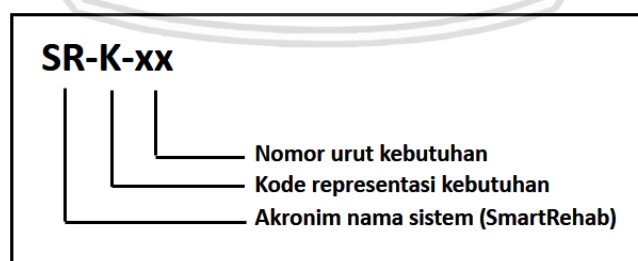 SR-K-xx
Nomor urut kebutuhan
Kode representasi kebutuhan
Akronim nama sistem (SmartRehab)